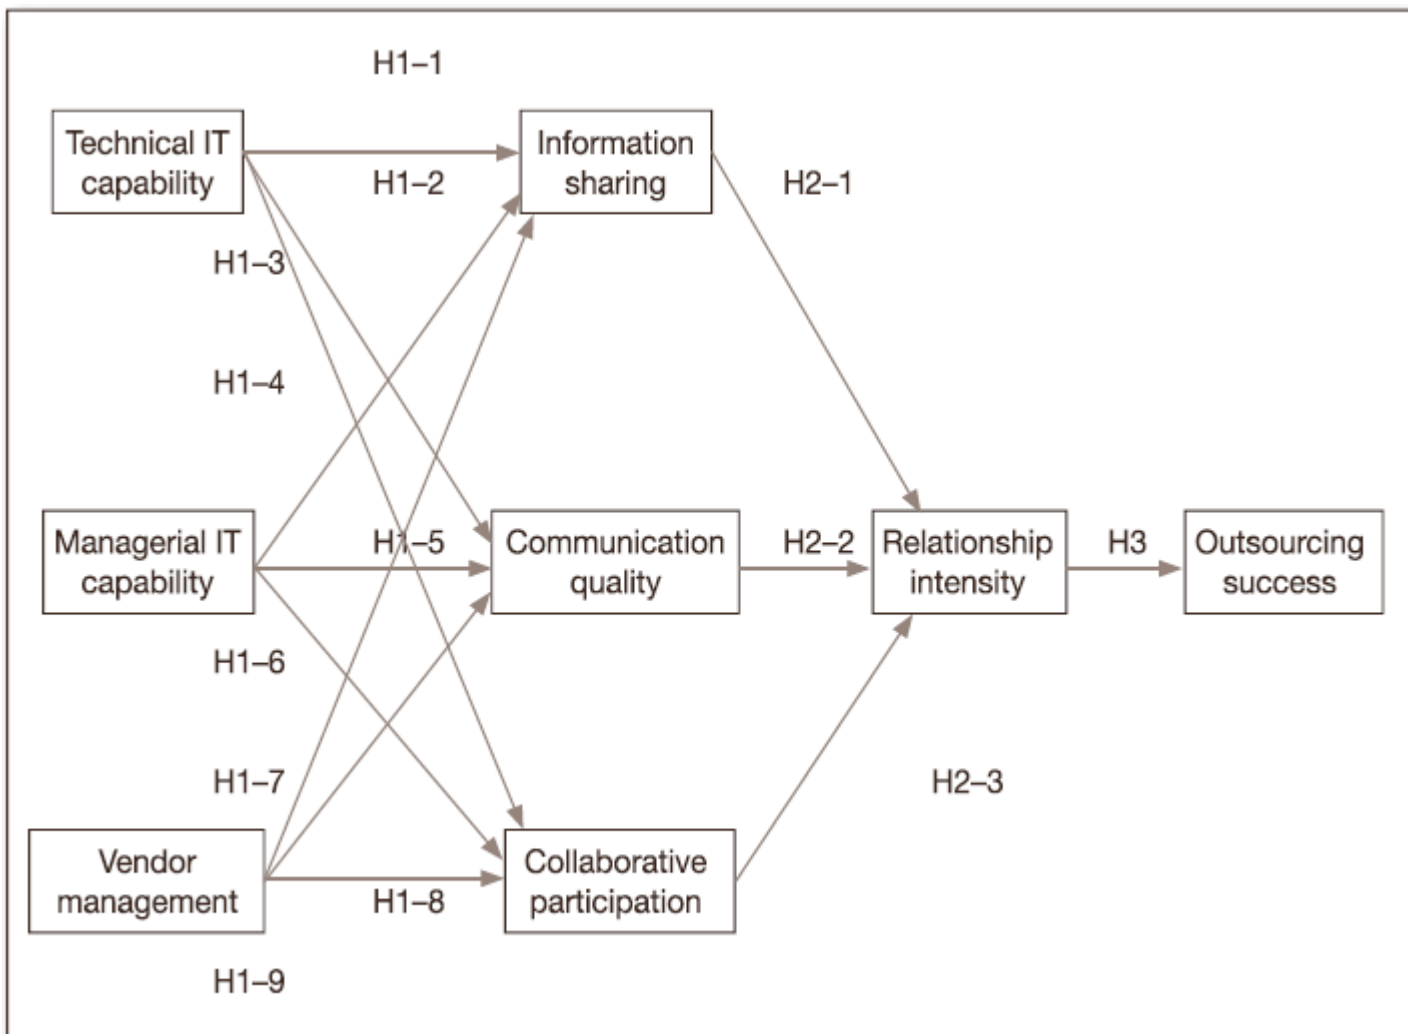 H1–1
Technical IT
capability
Information
sharing
H1–2
H2–1
H1–3
H1–4
Managerial IT
capability
H1–5
Communication
quality
H2–2
Relationship
intensity
H3
Outsourcing
success
H1–6
H1–7
H2–3
Vendor
management
Collaborative
participation
H1–8
H1–9